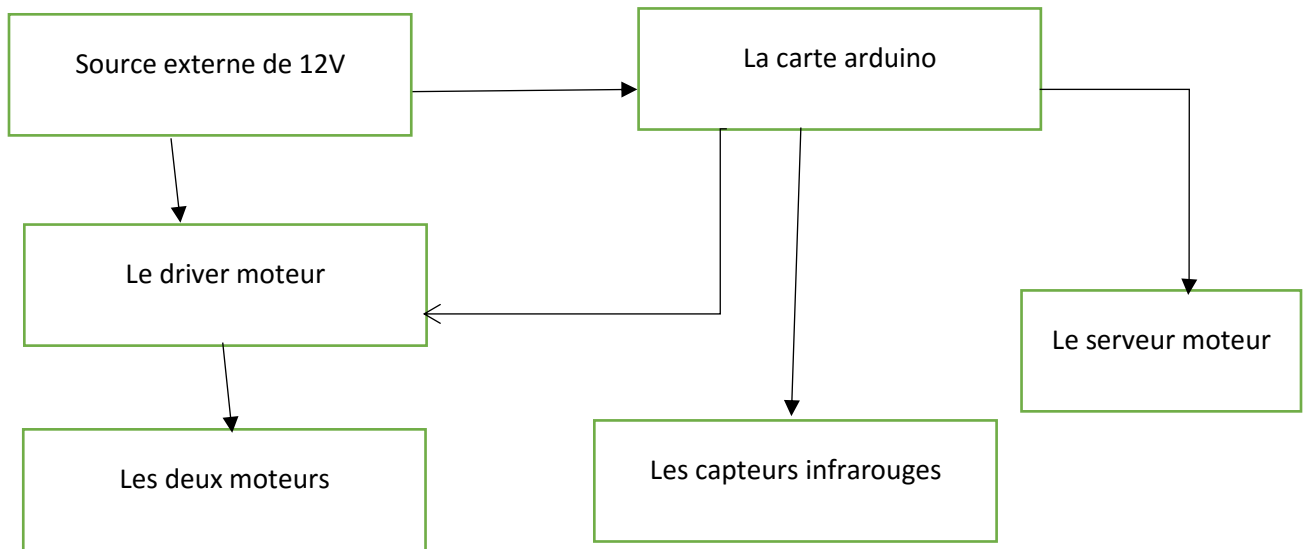 Source externe de 12V
La carte arduino
Le driver moteur
Le serveur moteur
Les deux moteurs
Les capteurs infrarouges